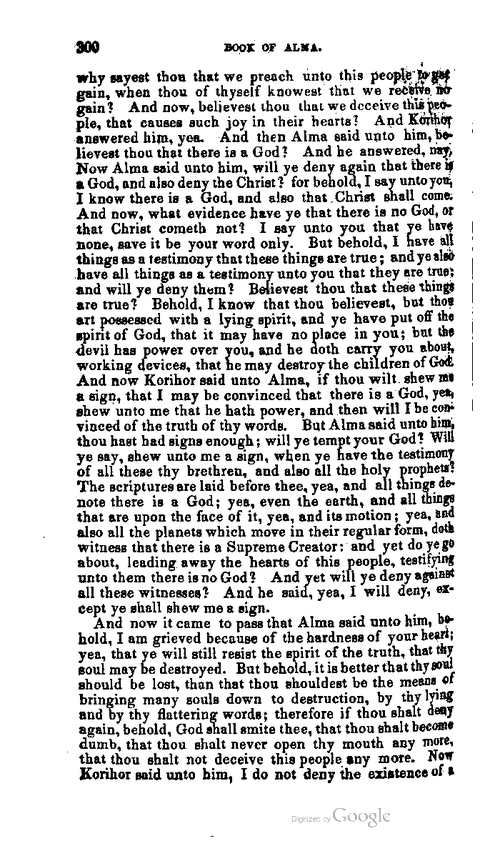 300 BOOK OF ALMA.
why sayest thou that we preach unto this people to get
gain, when thou of thyself knowest that we receive no
gain? And now, believest thou that we deceive this peo-
ple, that causes such joy in their hearts? And Korihor
answered him, yea. And then Alma said unto him, be-
lievest thou that there is a God? And he answered, nay,
Now Alma said unto him, will ye deny again that there is
a God, and also deny the Christ? for behold, I say unto you,
I know there is a God, and also that Christ shall come.
And now, what evidence have ye that there is no God, or
that Christ cometh not? I say unto you that ye have
none, save it be your word only. But behold, I have all
things as a testimony that these things are true; and ye also
have all things as a testimony unto you that they are true;
and will ye deny them? Believest thou that these things
are true? Behold, I know that thou believest, but thou
art possessed with a lying spirit, and ye have put off the
spirit of God, that it may have no place in you; but the
devil has power over you, and he doth carry you about,
working devices, that he may destroy the children of God.
And now Korihor said unto Alma, if thou wilt shew me
a sign, that I may be convinced that there is a God, yea,
shew unto me that he hath power, and then will I be con-
vinced of the truth of thy words. But Alma said unto him,
thou hast had signs enough; will ye tempt your God? Will
ye say, shew unto me a sign, when ye have the testimony
of all these thy brethren, and also all the holy prophets?
The scriptures are laid before thee, yea, and all things de-
note there is a God; yea, even the earth, and all things
that are upon the face of it, yea, and its motion; yea, and
also all the planets which move in their regular form, doth
witness that there is a Supreme Creator: and yet do ye go
about, leading away the hearts of this people, testifying
unto them there is no God? And yet will ye deny against
all these witnesses? And he said, yea, I will deny, ex-
cept ye shall shew me a sign.
And now it came to pass that Alma said unto him, be-
hold, I am grieved because of the hardness of your heart;
yea, that ye will still resist the spirit of the truth, that thy
soul may be destroyed. But behold, it is better that thy soul
should be lost, than that thou shouldest be the means of
bringing many souls down to destruction, by thy lying
and by thy flattering words; therefore if thou shalt deny
again, behold, God shall smite thee, that thou shalt become
dumb, that thou shalt never open thy mouth any more,
that thou shalt not deceive this people any more. Now
Korihor said unto him, I do not deny the existence of a
Digitized by Google